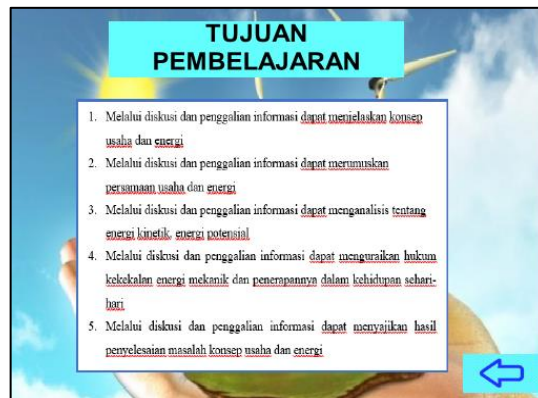 TUJUAN
PEMBELAJARAN
1. Melalui diskusi dan penggalian informasi dapat menjelaskan konsep
usaha dan energi
2. Melalui diskusi dan penggalian informasi dapat merumuskan
persamaan usaha dan energi
3. Melalui diskusi dan penggalian informasi dapat menganalisis tentang
energi kinetik, energi potensial
4. Melalui diskusi dan penggalian informasi dapat menguraikan hukum
kekekalan energi mekanik dan penerapannya dalam kehidupan sehari-
hari
5. Melalui diskusi dan penggalian informasi dapat menyajikan hasil
penyelesaian masalah konsep usaha dan energi